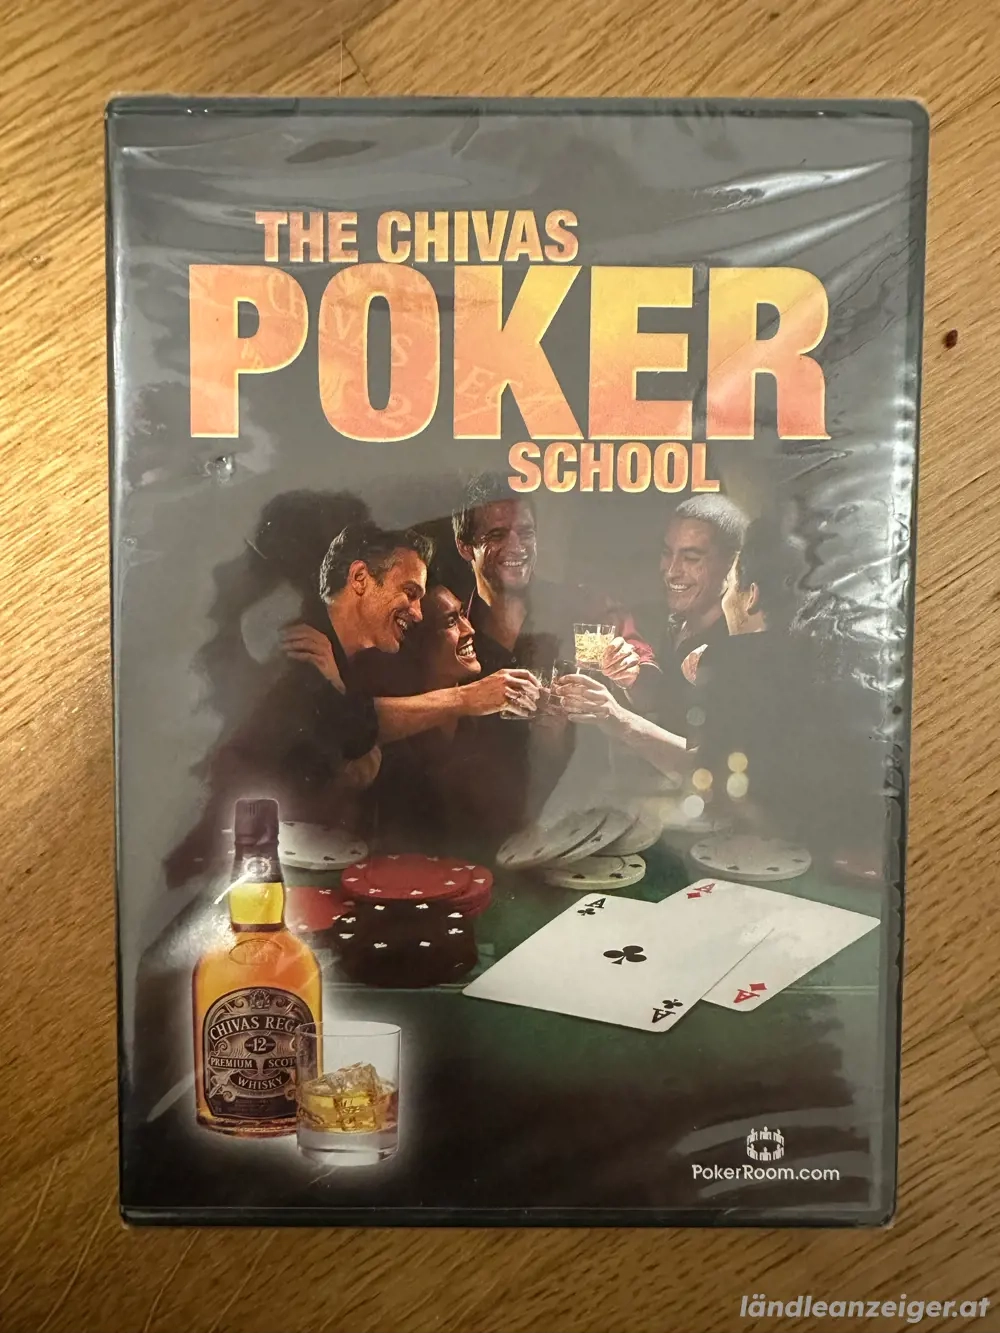 THE CHIVAS
POKER
SCHOOL
A
A
A
A
CHIVAS REG
12
PREMIUM SCOT
WHISKY
PokerRoom.com
ländleanzeiger.at